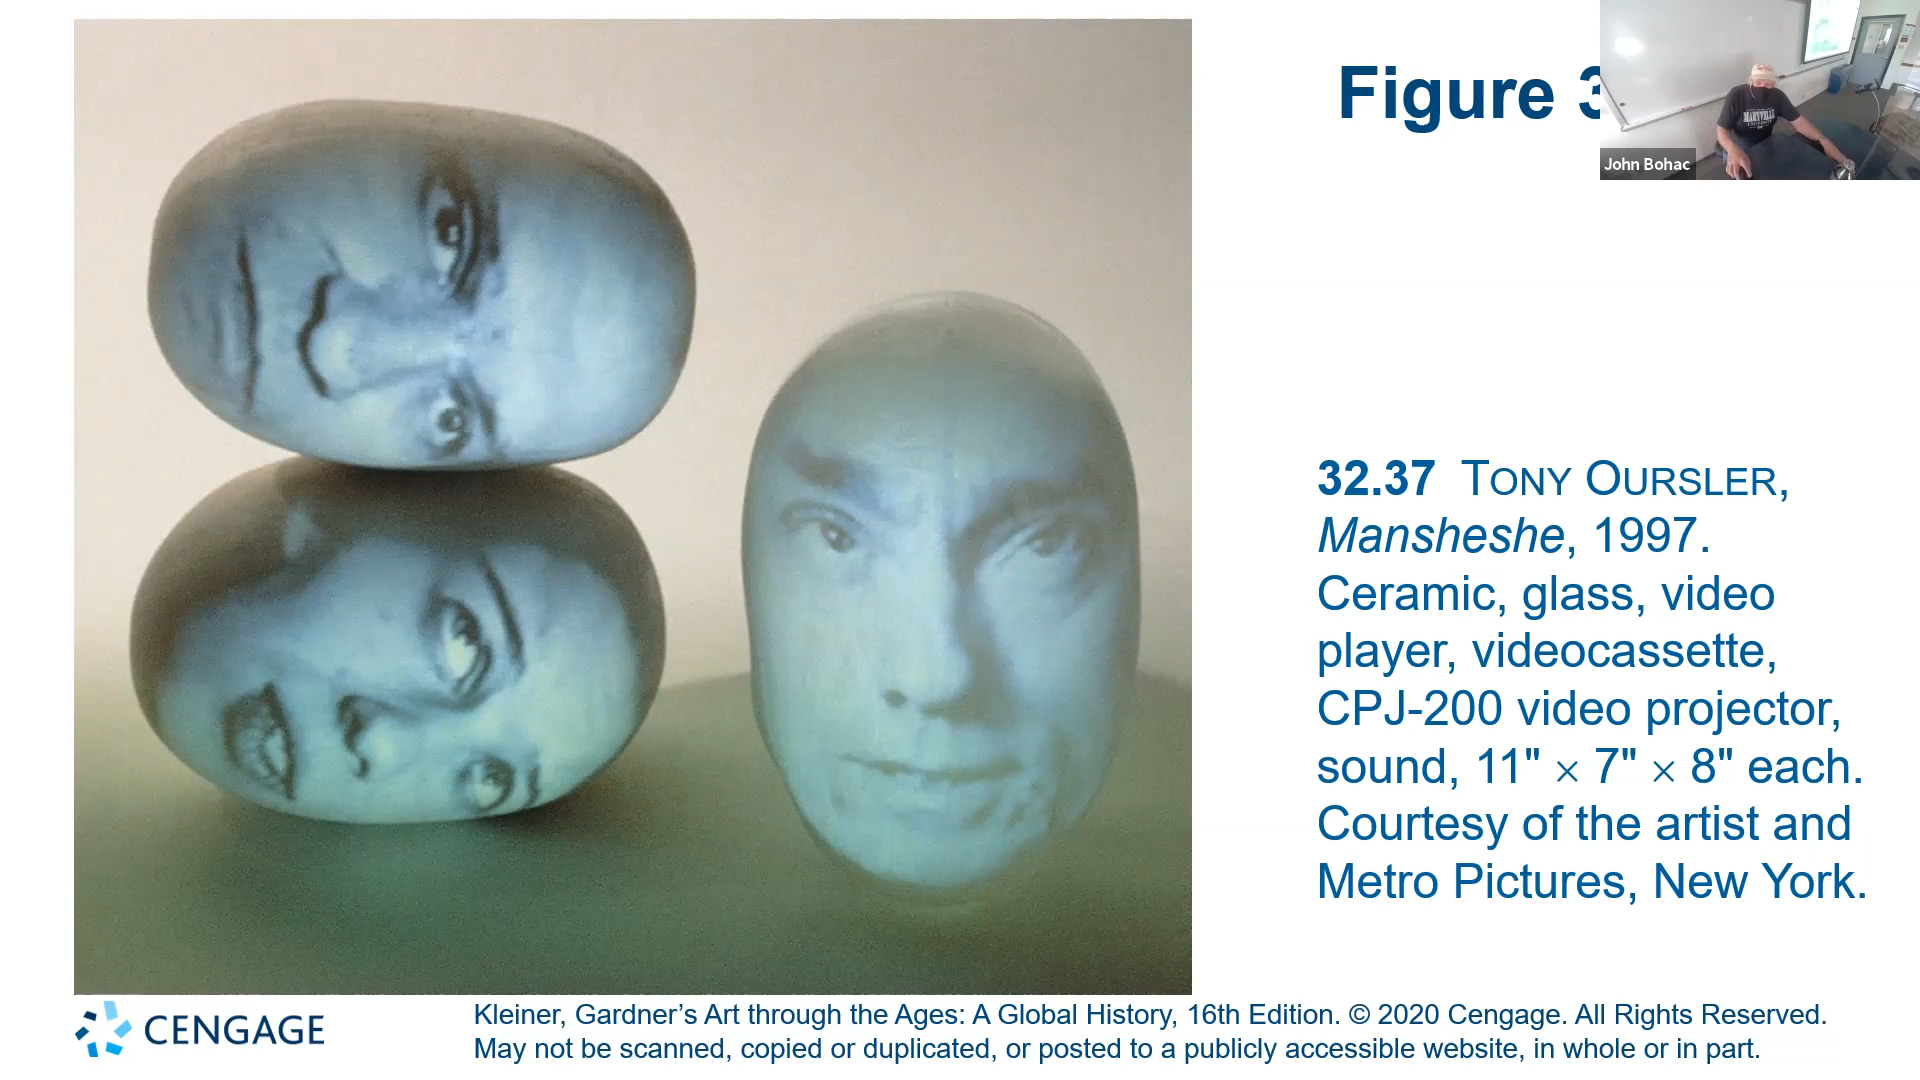 Figure 3
John Bohac
MARYVILLE
32.37 TONY OURSLER,
Mansheshe, 1997.
Ceramic, glass, video
player, videocassette,
CPJ-200 video projector,
sound, 11" × 7" × 8" each.
Courtesy of the artist and
Metro Pictures, New York.
CENGAGE
Kleiner, Gardner’s Art through the Ages: A Global History, 16th Edition. © 2020 Cengage. All Rights Reserved.
May not be scanned, copied or duplicated, or posted to a publicly accessible website, in whole or in part.